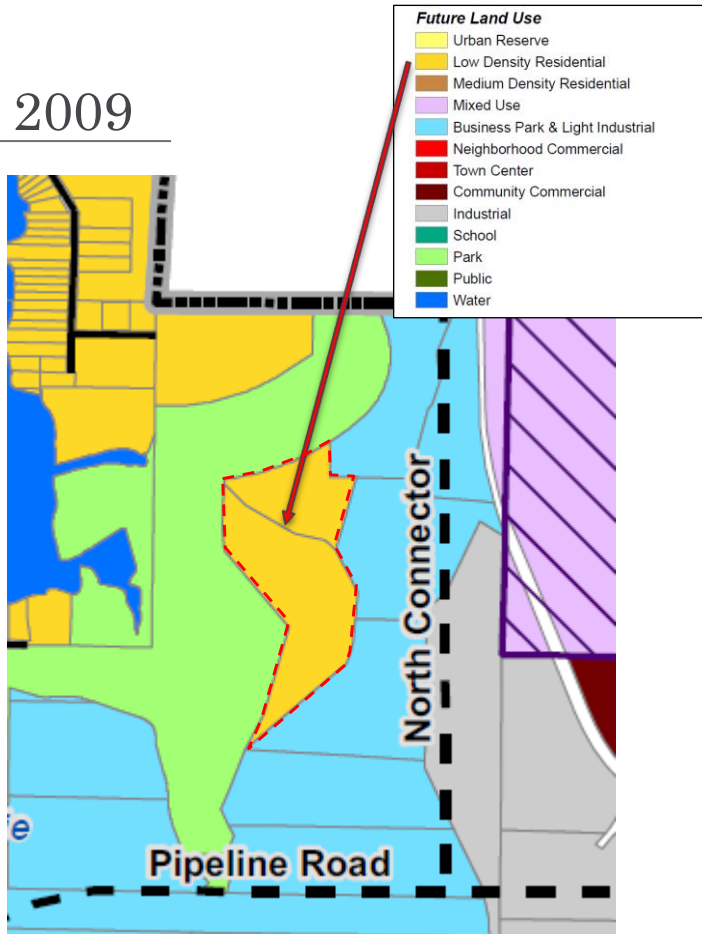 Future Land Use
Urban Reserve
Low Density Residential
Medium Density Residential
Mixed Use
Business Park & Light Industrial
Neighborhood Commercial
Town Center
Community Commercial
Industrial
School
Park
Public
Water
2009
North Connector
ie
Pipeline Road